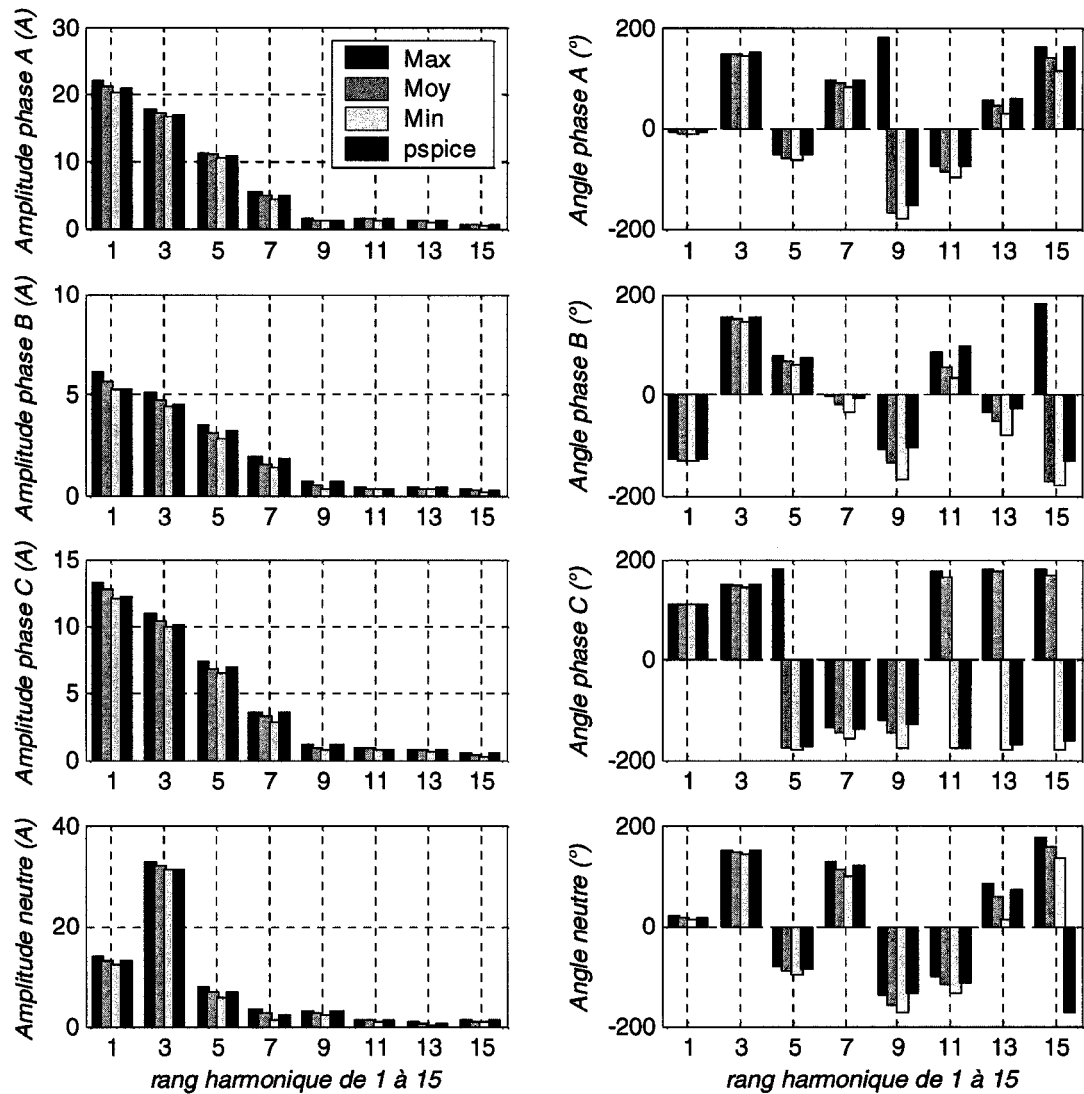 Amplitude phase A (A)
30
20
10
0
1 3 5 7 9 11 13 15
Max
Moy
Min
pspice
Angle phase A (°)
200
0
-200
1 3 5 7 9 11 13 15
Amplitude phase B (A)
10
5
0
1 3 5 7 9 11 13 15
Angle phase B (°)
200
0
-200
1 3 5 7 9 11 13 15
Amplitude phase C (A)
15
10
5
0
1 3 5 7 9 11 13 15
Angle phase C (°)
200
0
-200
1 3 5 7 9 11 13 15
Amplitude neutre (A)
40
20
0
1 3 5 7 9 11 13 15
rang harmonique de 1 à 15
Angle neutre (°)
200
0
-200
1 3 5 7 9 11 13 15
rang harmonique de 1 à 15